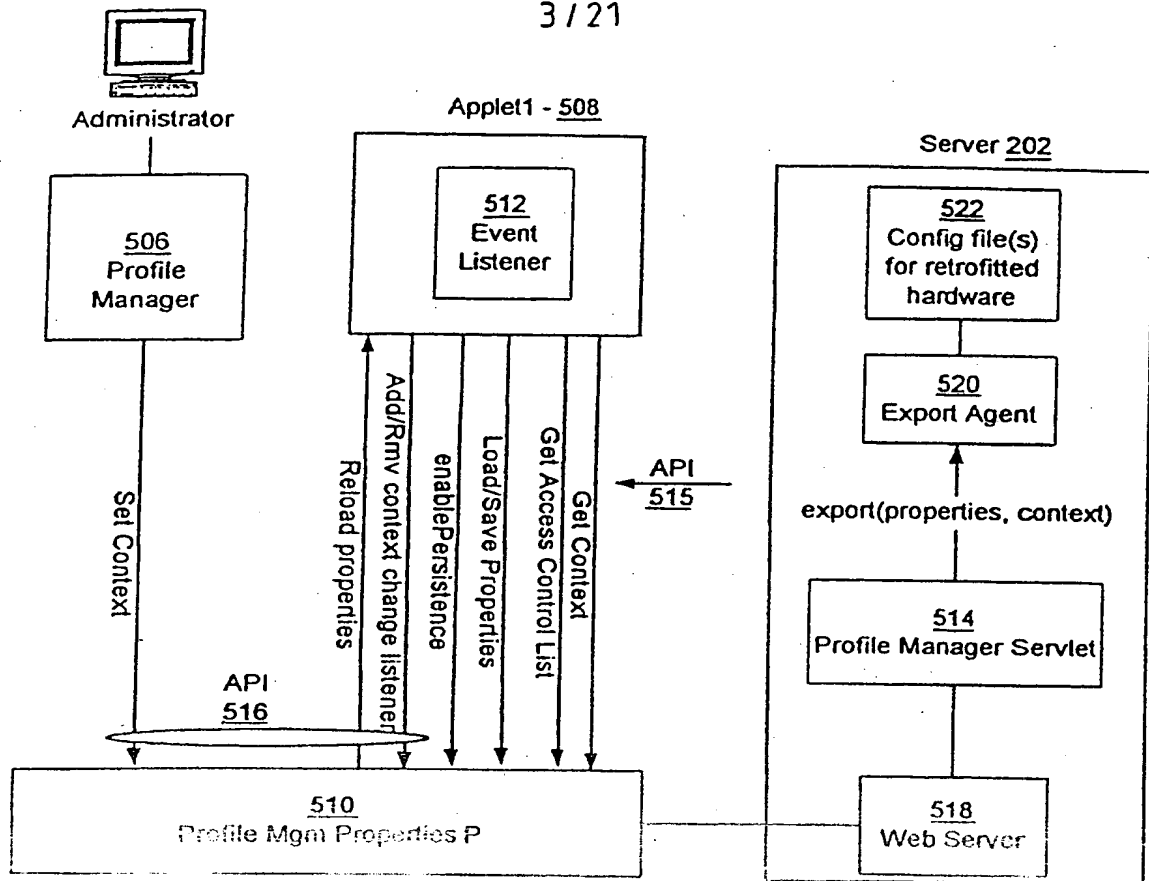 3 / 21
Administrator
506
Profile
Manager
Set Context
Applet1 - 508
512
Event
Listener
Reload properties
Add/Rmv context change listener
enablePersistence
Load/Save Properties
Get Access Control List
Get Context
API
515
API
516
510
Profile Mgm Properties P
Server 202
522
Config file(s)
for retrofitted
hardware
520
Export Agent
export(properties, context)
514
Profile Manager Servlet
518
Web Server